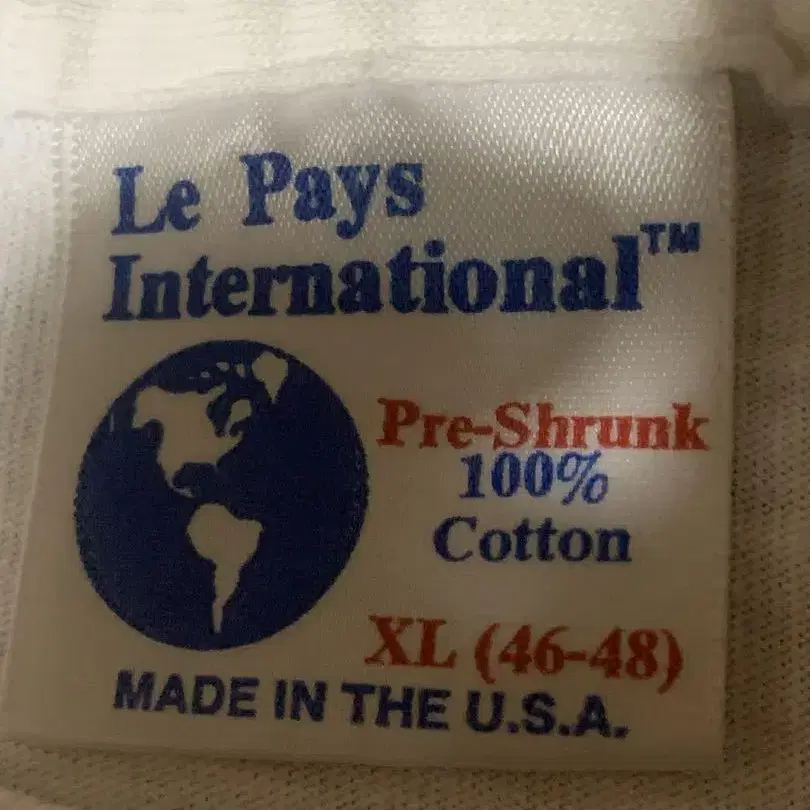 Le Pays
International™
Pre-Shrunk
100%
Cotton
XL (46-48)
MADE IN THE U.S.A.